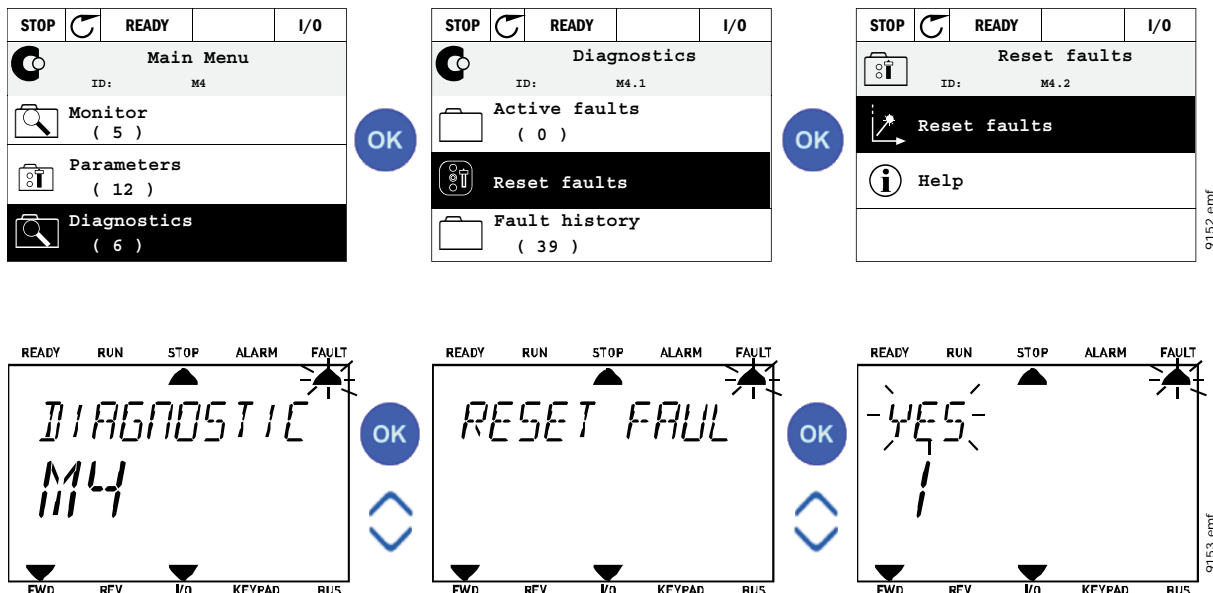 STOP READY I/O
Main Menu
ID: M4
Monitor
( 5 )
Parameters
( 12 )
Diagnostics
( 6 )
OK
STOP READY I/O
Diagnostics
ID: M4.1
Active faults
( 0 )
Reset faults
Fault history
( 39 )
OK
STOP READY I/O
Reset faults
ID: M4.2
Reset faults
Help
9152.emf
READY RUN STOP ALARM FAULT
DIAGNOSTIC
M4
FWD REV I/O KEYPAD BUS
OK
READY RUN STOP ALARM FAULT
RESET FAUL
FWD REV I/O KEYPAD BUS
OK
READY RUN STOP ALARM FAULT
YES
1
FWD REV I/O KEYPAD BUS
9153.emf